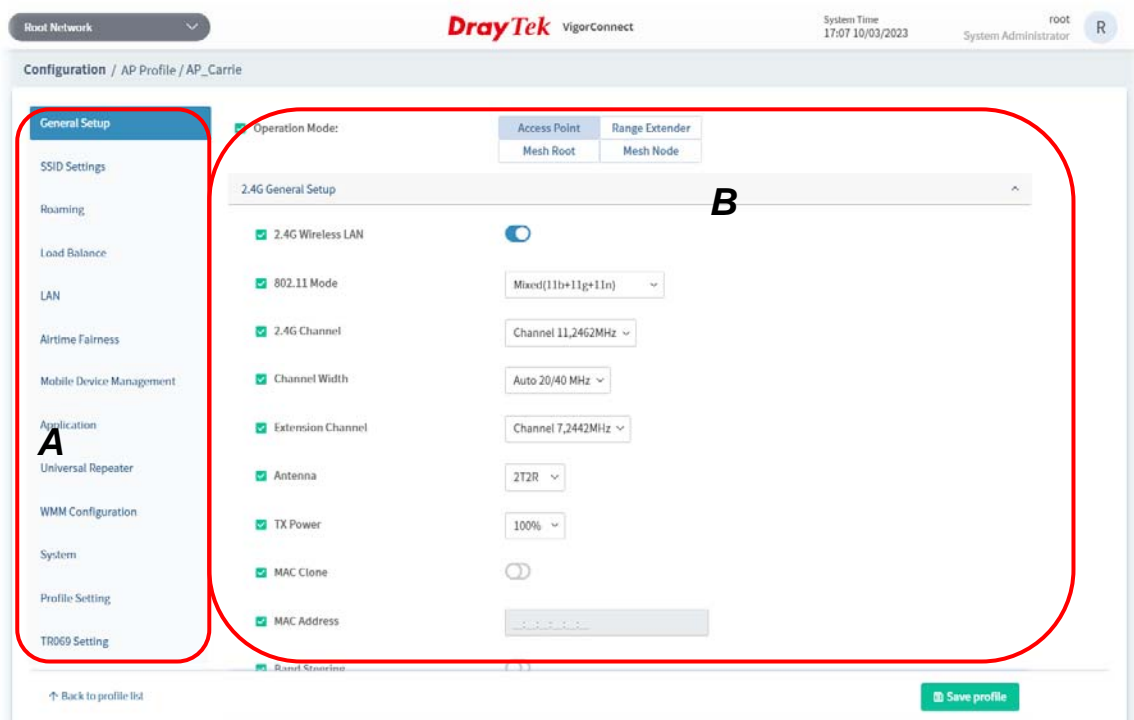 Root Network
DrayTek VigorConnect
System Time
17:07 10/03/2023
root
System Administrator
R
Configuration / AP Profile / AP_Carrie
General Setup
SSID Settings
Roaming
Load Balance
LAN
Airtime Fairness
Mobile Device Management
Application
A
Universal Repeater
WMM Configuration
System
Profile Setting
TR069 Setting
Operation Mode:
Access Point
Range Extender
Mesh Root
Mesh Node
2.4G General Setup
B
2.4G Wireless LAN
802.11 Mode
Mixed(11b+11g+11n)
2.4G Channel
Channel 11,2462MHz
Channel Width
Auto 20/40 MHz
Extension Channel
Channel 7,2442MHz
Antenna
2T2R
TX Power
100%
MAC Clone
MAC Address
_:_:_:_:_:_
Band Steering
Back to profile list
Save profile